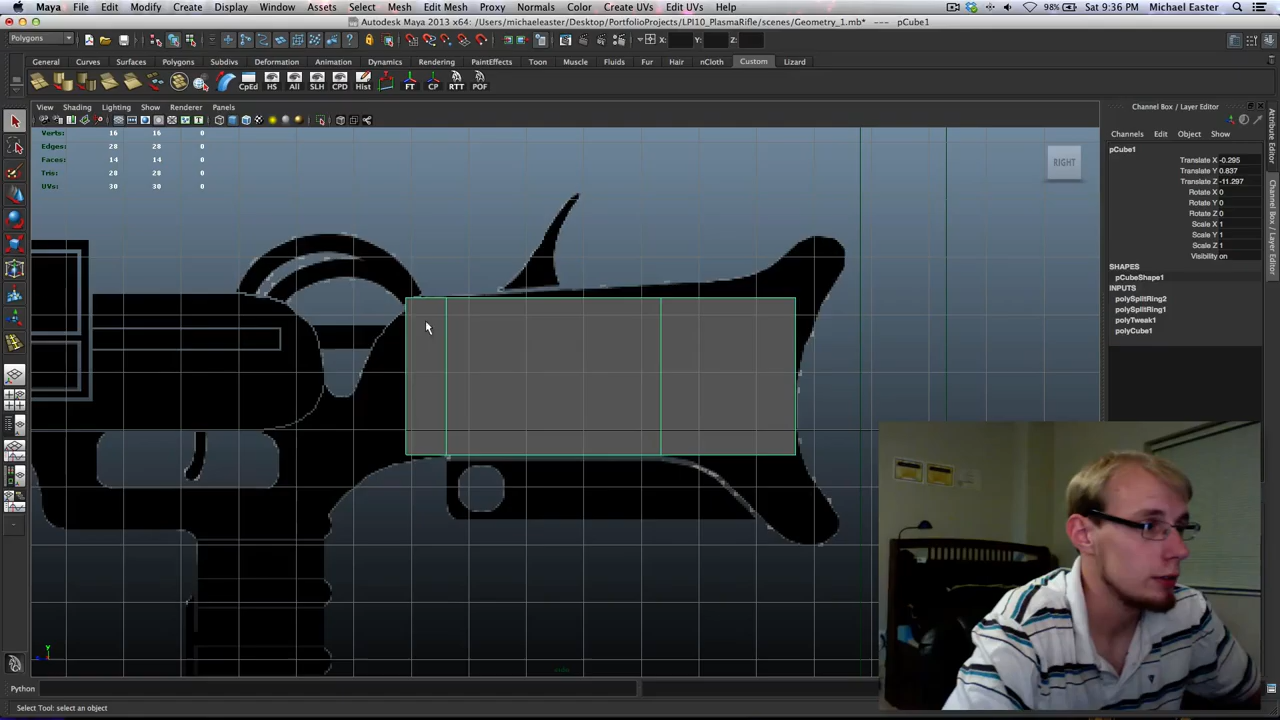 Maya File Edit Modify Create Display Window Assets Select Mesh Edit Mesh Proxy Normals Color Create UVs Edit UVs Help 98% Sat 9:36 PM Michael Easter
Autodesk Maya 2013 x64: /Users/michaeleaster/Desktop/PortfolioProjects/LPI10_PlasmaRifle/scenes/Geometry_1.mb* --- pCube1
Polygons X: Y: Z:
General Curves Surfaces Polygons Subdivs Deformation Animation Dynamics Rendering PaintEffects Toon Muscle Fluids Fur Hair nCloth Custom Lizard
CpEd HS All SLH CPD Hist FT CP RTT POF
View Shading Lighting Show Renderer Panels
Verts: 16 16 0
Edges: 28 28 0
Faces: 14 14 0
Tris: 28 28 0
UVs: 30 30 0
RIGHT
Channel Box / Layer Editor
Channels Edit Object Show
pCube1
Translate X -0.295
Translate Y 0.837
Translate Z -11.297
Rotate X 0
Rotate Y 0
Rotate Z 0
Scale X 1
Scale Y 1
Scale Z 1
Visibility on
SHAPES
pCubeShape1
INPUTS
polySplitRing2
polySplitRing1
polyTweak1
polyCube1
Attribute Editor
Channel Box / Layer Editor
Y
Z
Python
Select Tool: select an object